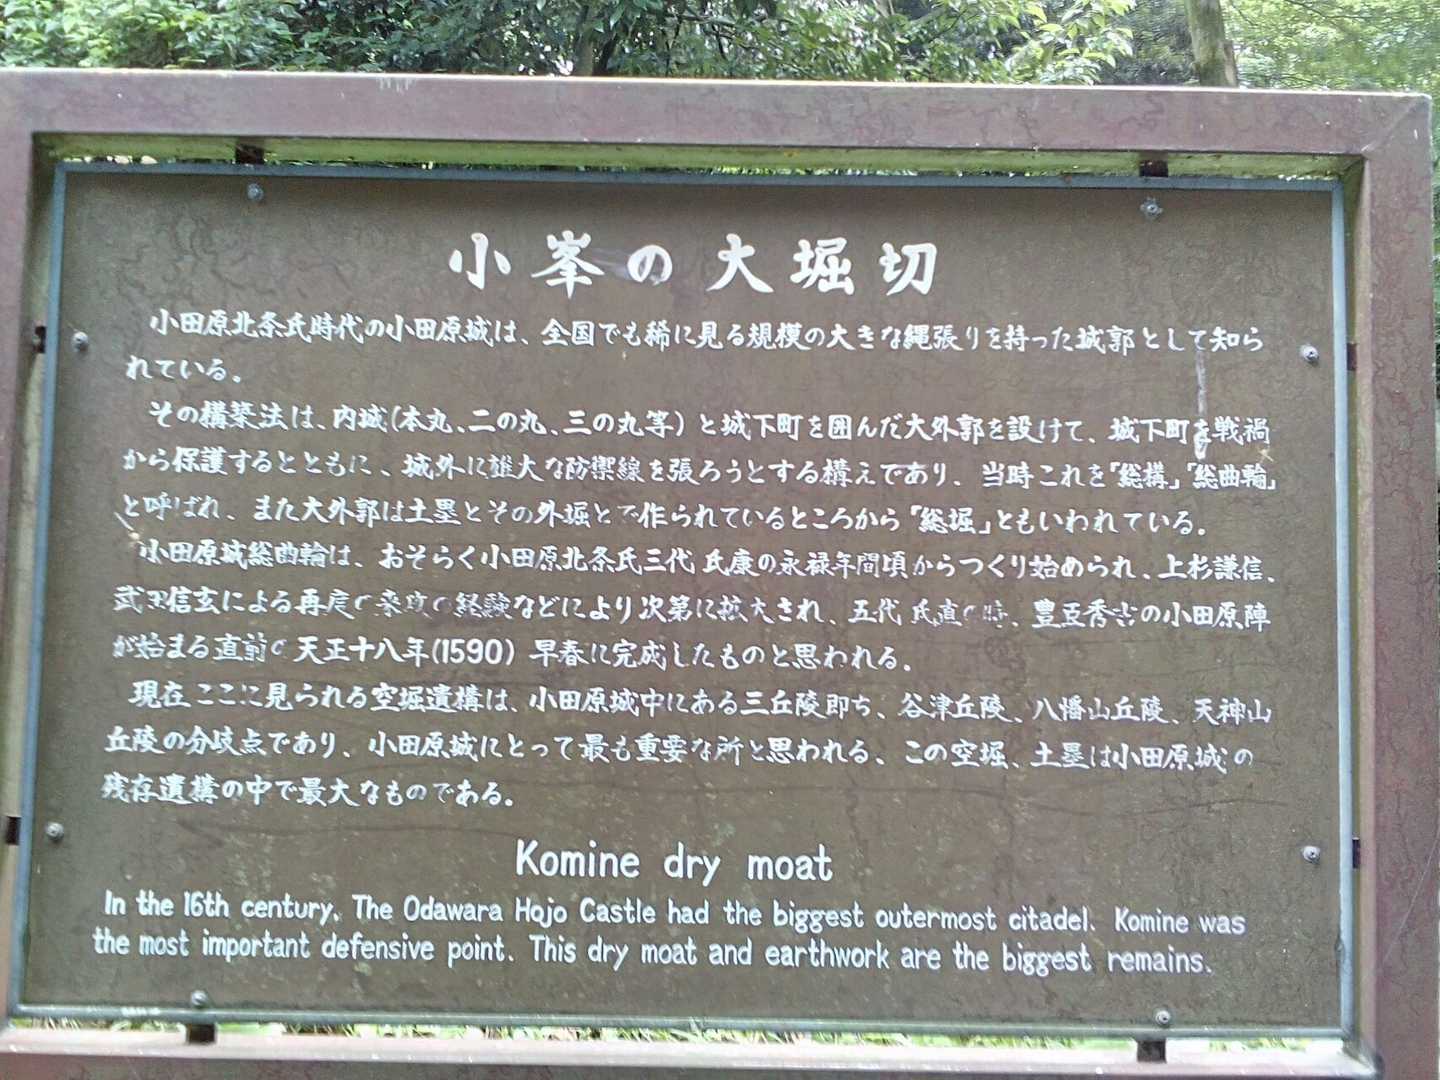 小峯の大堀切
小田原北条氏時代の小田原城は、全国でも稀に見る規模の大きな縄張りを持った城郭として知ら
れている。
その構築法は、内城(本丸、二の丸、三の丸等)と城下町を囲んだ大外郭を設けて、城下町を戦禍
から保護するとともに、城外に雄大な防禦線を張ろうとする構えであり、当時これを「総構」「総曲輪」
と呼ばれ、また大外郭は土塁とその外堀とで作られているところから「総堀」ともいわれている。
小田原城総曲輪は、おそらく小田原北条氏三代氏康の永禄年間頃からつくり始められ、上杉謙信、
武田信玄による再度の来攻の経験などにより次第に拡大され、五代氏直の時、豊臣秀吉の小田原陣
が始まる直前の天正十八年(1590)早春に完成したものと思われる。
現在ここに見られる空堀遺構は、小田原城中にある三丘陵即ち、谷津丘陵、八幡山丘陵、天神山
丘陵の分岐点であり、小田原城にとって最も重要な所と思われる。この空堀、土塁は小田原城の
残存遺構の中で最大なものである。
Komine dry moat
In the 16th century. The Odawara Hojo Castle had the biggest outermost citadel. Komine was
the most important defensive point. This dry moat and earthwork are the biggest remains.